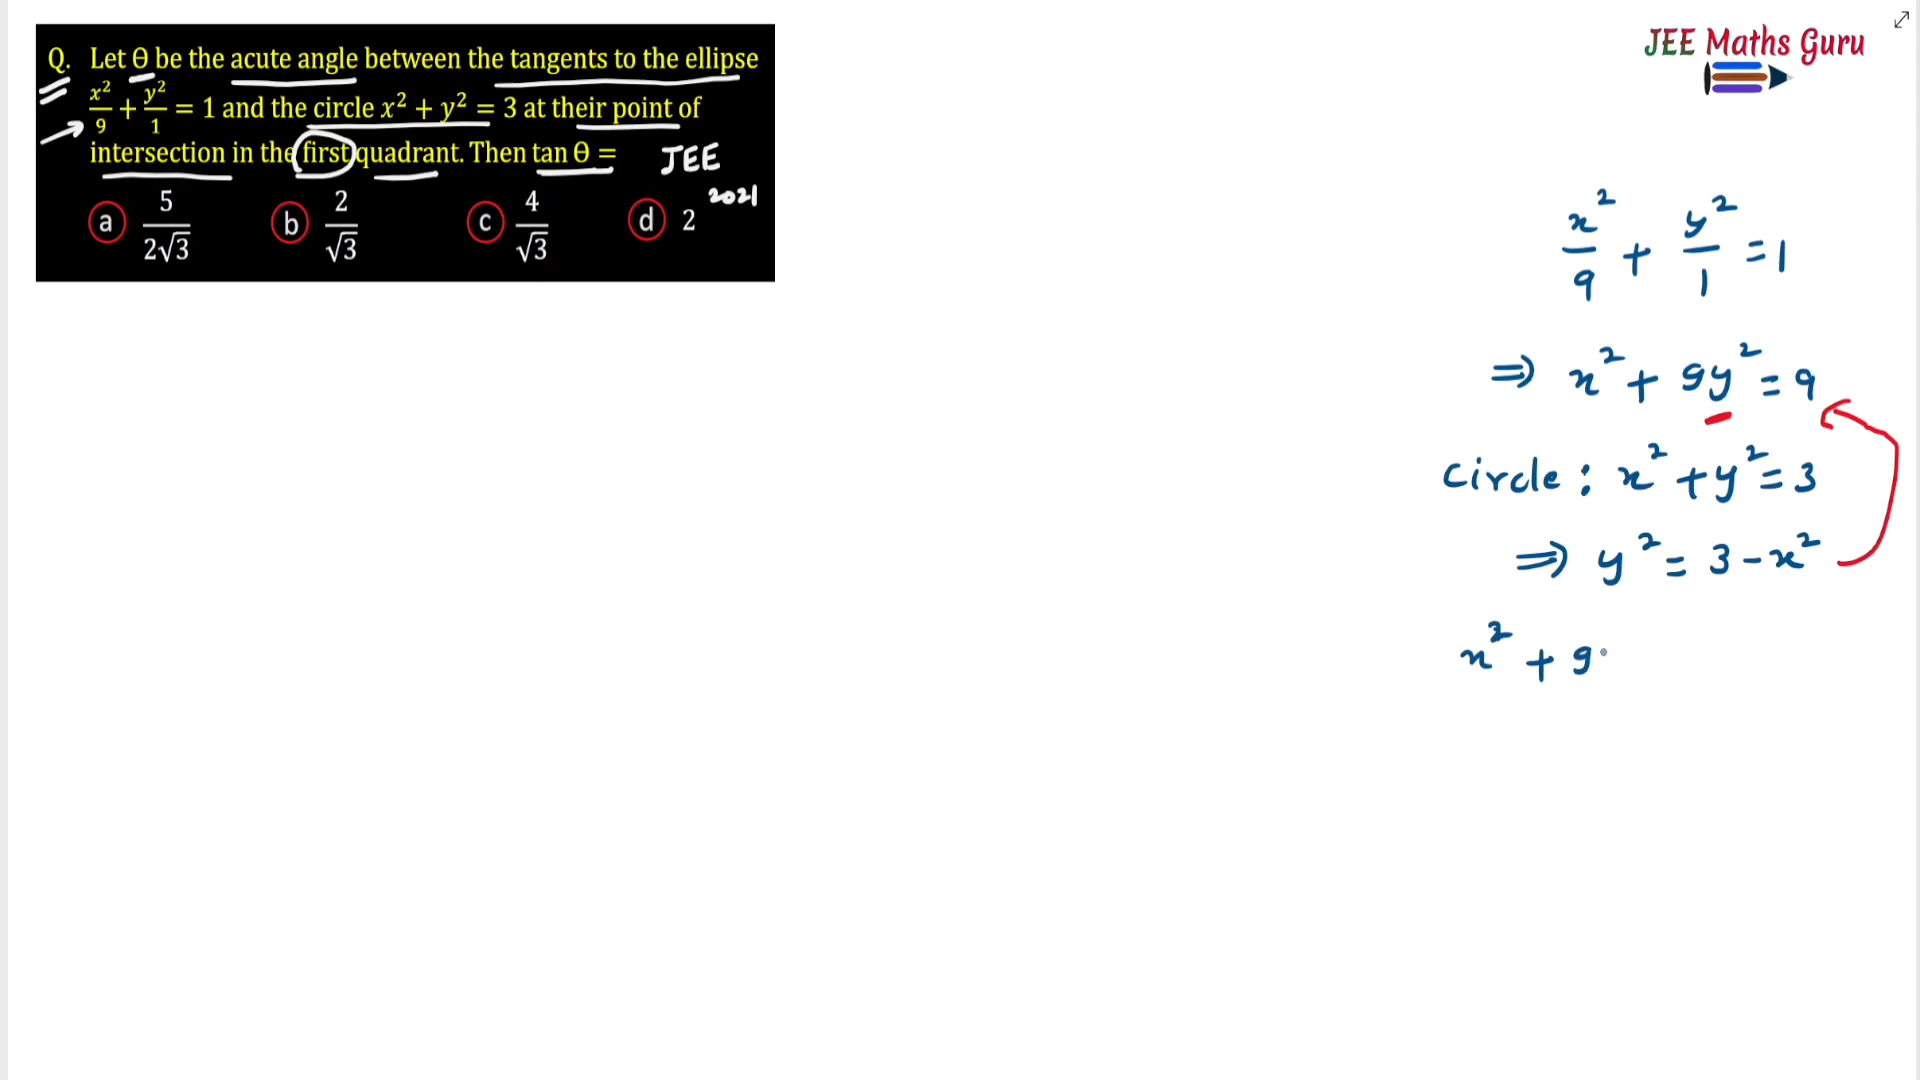 JEE Maths Guru
Q. Let θ be the acute angle between the tangents to the ellipse
x²/9 + y²/1 = 1 and the circle x² + y² = 3 at their point of
intersection in the first quadrant. Then tan θ =
JEE
2021
a 5/2√3 b 2/√3 c 4/√3 d 2
x²/9 + y²/1 = 1
⇒ x² + 9y² = 9
Circle : x² + y² = 3
⇒ y² = 3 - x²
x² + 9